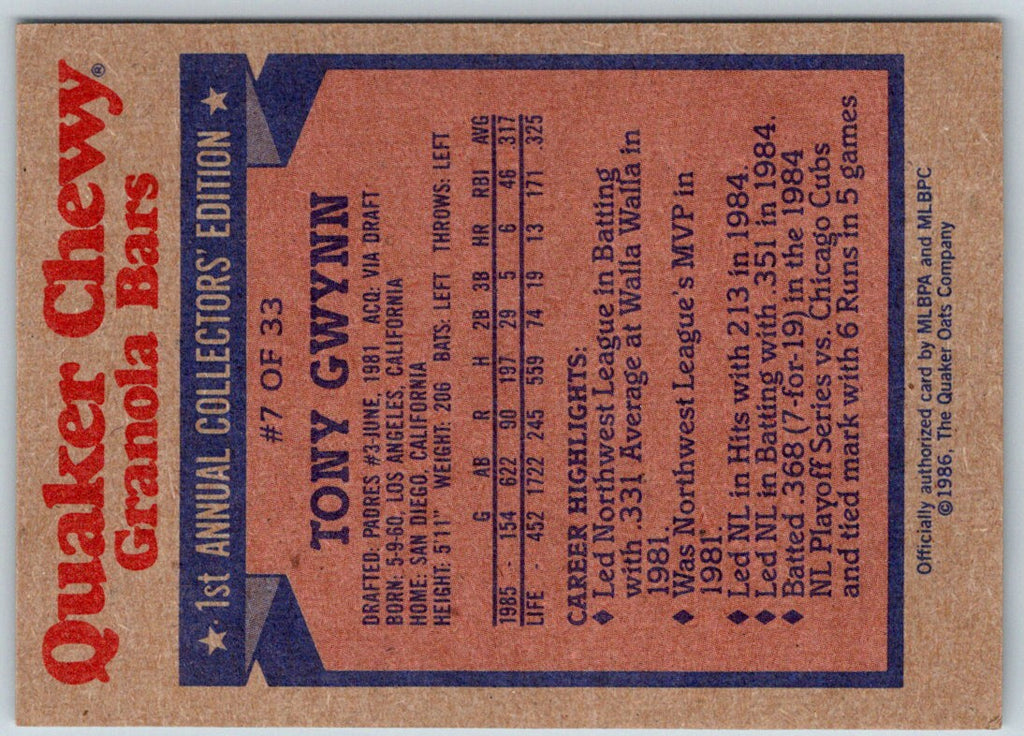 Quaker Chewy®
Granola Bars
★ 1st ANNUAL COLLECTORS' EDITION ★
#7 OF 33
TONY GWYNN
DRAFTED: PADRES #3-JUNE, 1981 ACQ: VIA DRAFT
BORN: 5-9-60, LOS ANGELES, CALIFORNIA
HOME: SAN DIEGO, CALIFORNIA
HEIGHT: 5'11" WEIGHT: 206 BATS: LEFT THROWS: LEFT
G AB R H 2B 3B HR RBI AVG
1985 - 154 622 90 197 29 5 6 46 .317
LIFE - 452 1722 245 559 74 19 13 171 .325
CAREER HIGHLIGHTS:
♦ Led Northwest League in Batting
with .331 Average at Walla Walla in
1981.
♦ Was Northwest League's MVP in
1981.
♦ Led NL in Hits with 213 in 1984.
♦ Led NL in Batting with .351 in 1984.
♦ Batted .368 (7-for-19) in the 1984
NL Playoff Series vs. Chicago Cubs
and tied mark with 6 Runs in 5 games
Officially authorized card by MLBPA and MLBPC
©1986, The Quaker Oats Company